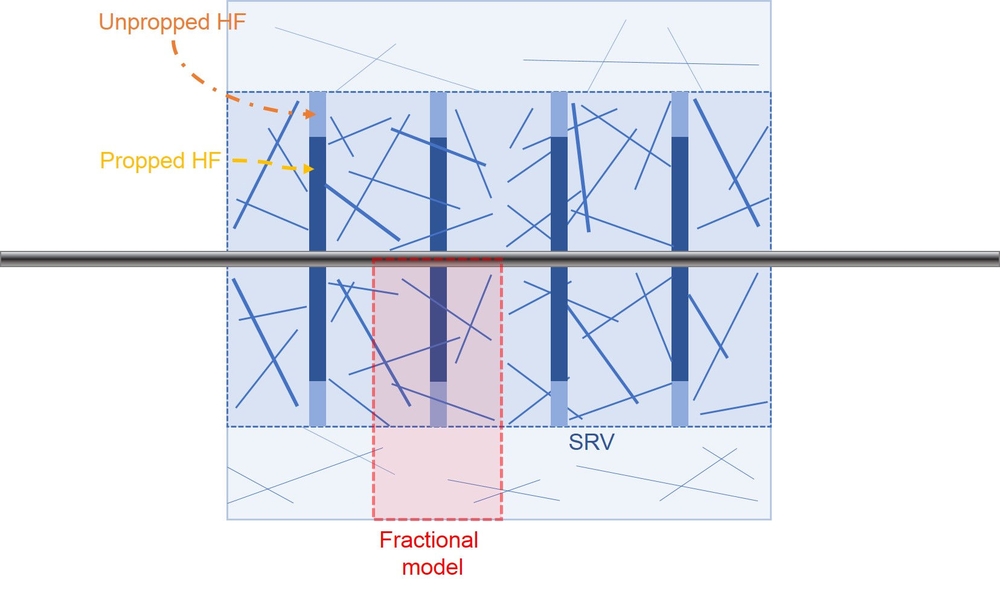 Unpropped HF
Propped HF
SRV
Fractional
model